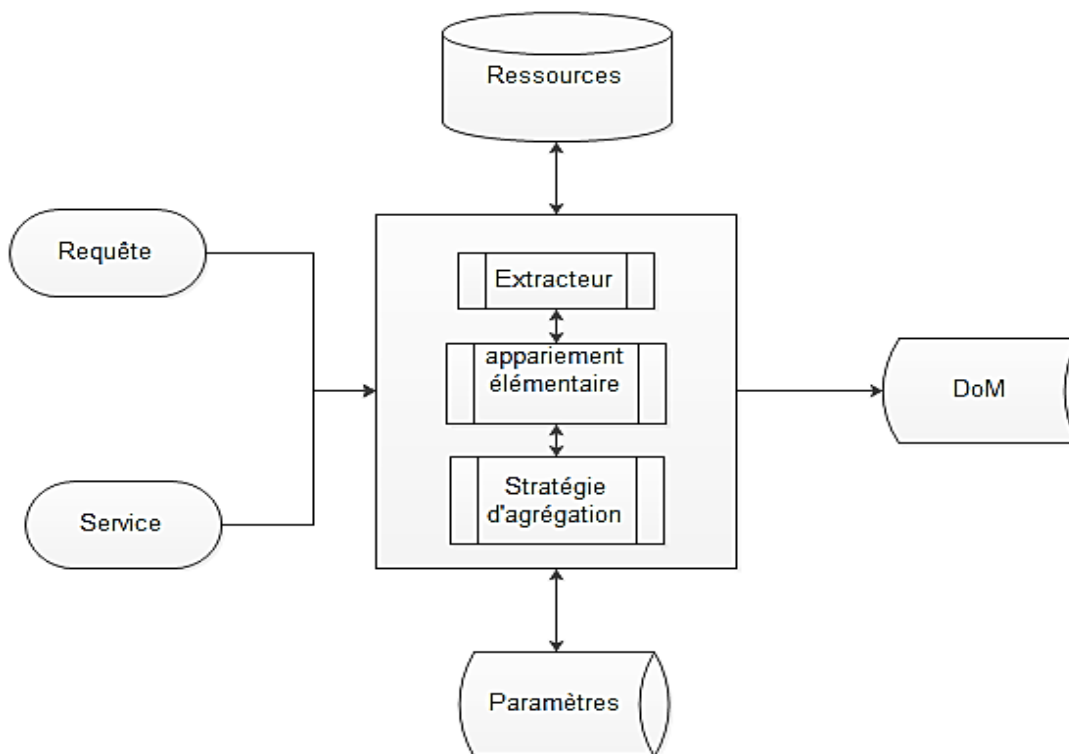 Ressources
Requête
Extracteur
appariement
élémentaire
DoM
Stratégie
d'agrégation
Service
Paramètres